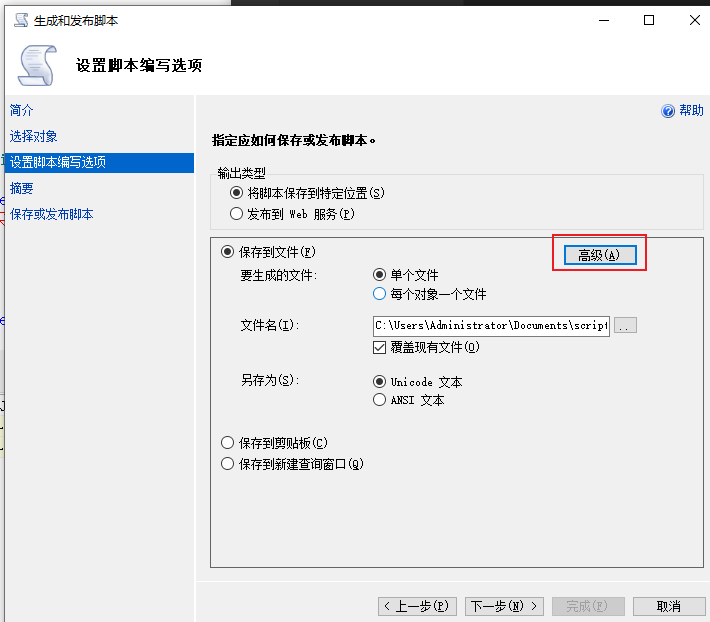 生成和发布脚本
设置脚本编写选项
简介
选择对象
设置脚本编写选项
摘要
保存或发布脚本
帮助
指定应如何保存或发布脚本。
输出类型
将脚本保存到特定位置(S)
发布到 Web 服务(P)
保存到文件(F)
高级(A)
要生成的文件:
单个文件
每个对象一个文件
文件名(I):
C:\Users\Administrator\Documents\script
..
覆盖现有文件(O)
另存为(S):
Unicode 文本
ANSI 文本
保存到剪贴板(C)
保存到新建查询窗口(Q)
< 上一步(P)
下一步(N) >
完成(F)
取消